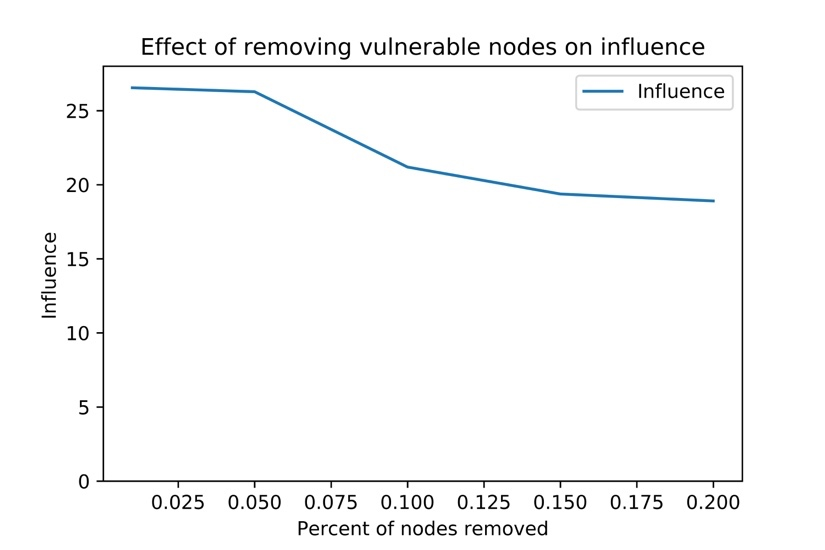 Effect of removing vulnerable nodes on influence
Influence
25
20
15
10
5
0
Influence
0.025 0.050 0.075 0.100 0.125 0.150 0.175 0.200
Percent of nodes removed